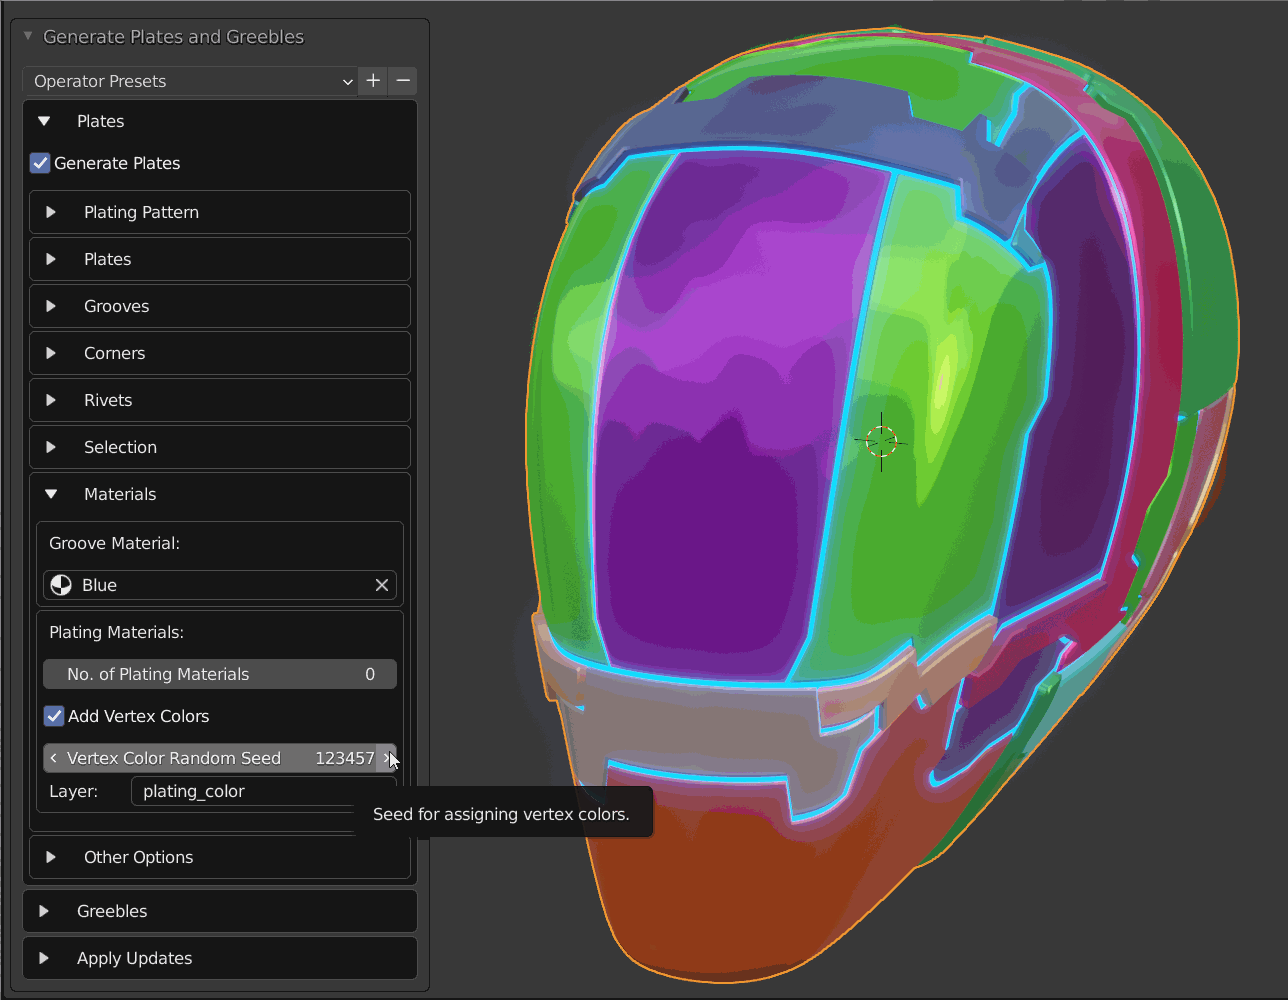 Generate Plates and Greebles
Operator Presets
Plates
Generate Plates
Plating Pattern
Plates
Grooves
Corners
Rivets
Selection
Materials
Groove Material:
Blue
Plating Materials:
No. of Plating Materials 0
Add Vertex Colors
Vertex Color Random Seed 123457
Layer: plating_color
Seed for assigning vertex colors.
Other Options
Greebles
Apply Updates